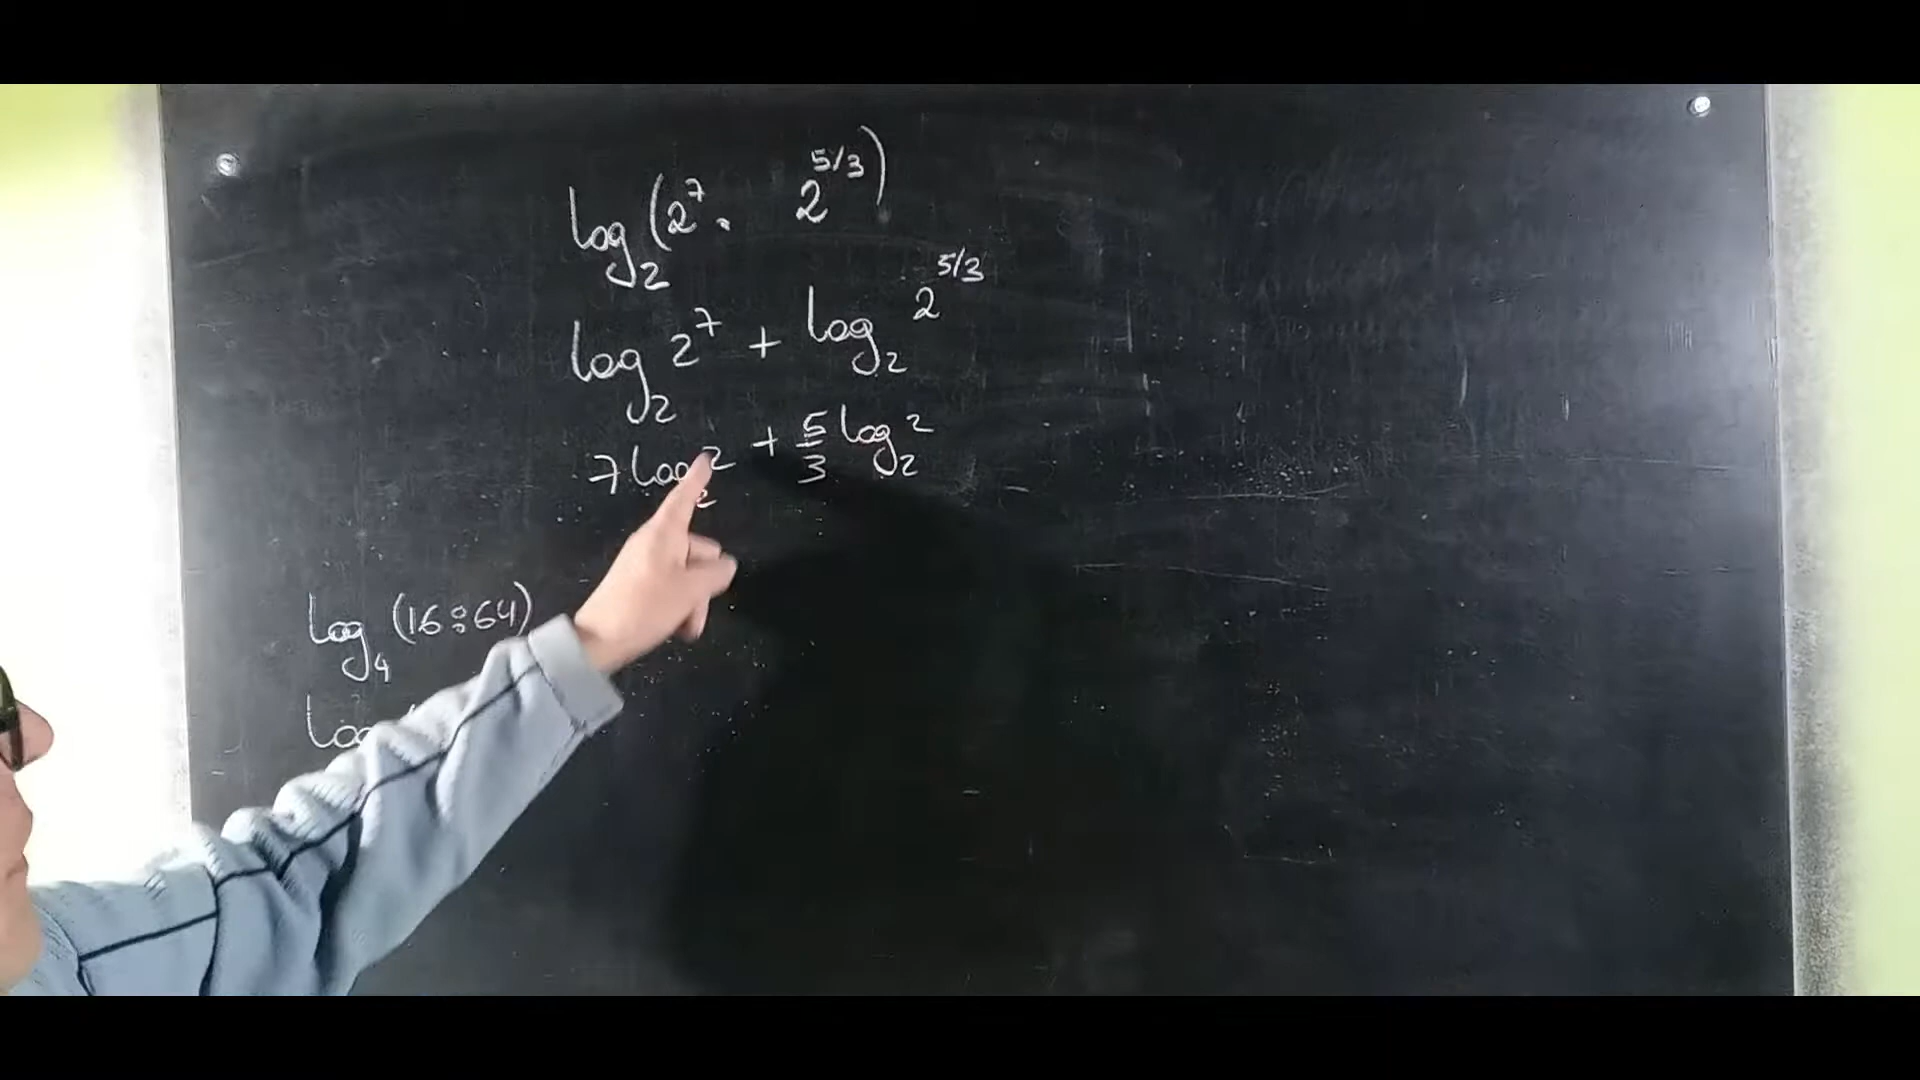 log₂(2⁷ · 2^5/3)
log₂ 2⁷ + log₂ 2^5/3
7 log₂ 2 + 5/3 log₂ 2
log₄ (16:64)